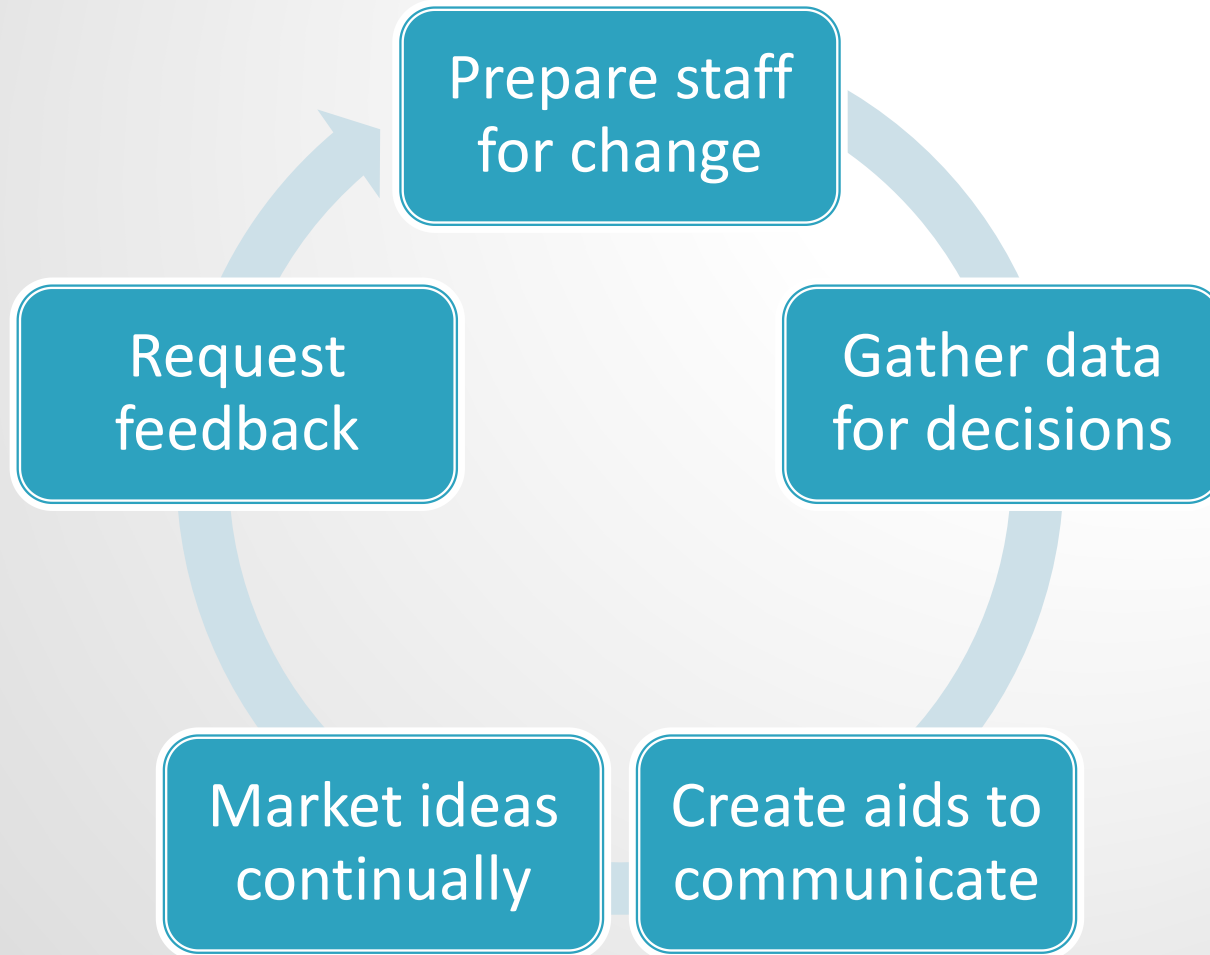 Prepare staff
for change
Gather data
for decisions
Create aids to
communicate
Market ideas
continually
Request
feedback